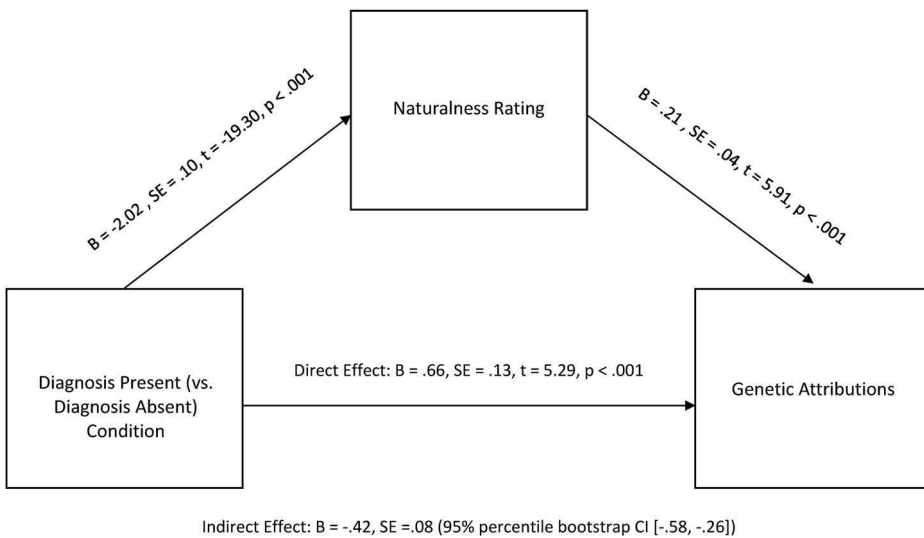 Naturalness Rating
B = -2.02 , SE = .10, t = -19.30, p < .001
B = .21 , SE = .04, t = 5.91, p < .001
Diagnosis Present (vs.
Diagnosis Absent)
Condition
Direct Effect: B = .66, SE = .13, t = 5.29, p < .001
Genetic Attributions
Indirect Effect: B = -.42, SE =.08 (95% percentile bootstrap CI [-.58, -.26])